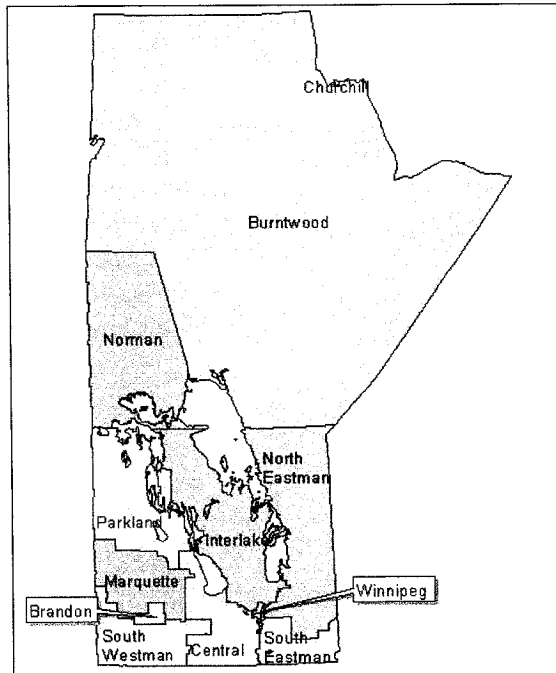 Churchill
Burntwood
Norman
North
Eastman
Parkland
Interlake
Marquette
Winnipeg
Brandon
South
Westman
Central
South
Eastman